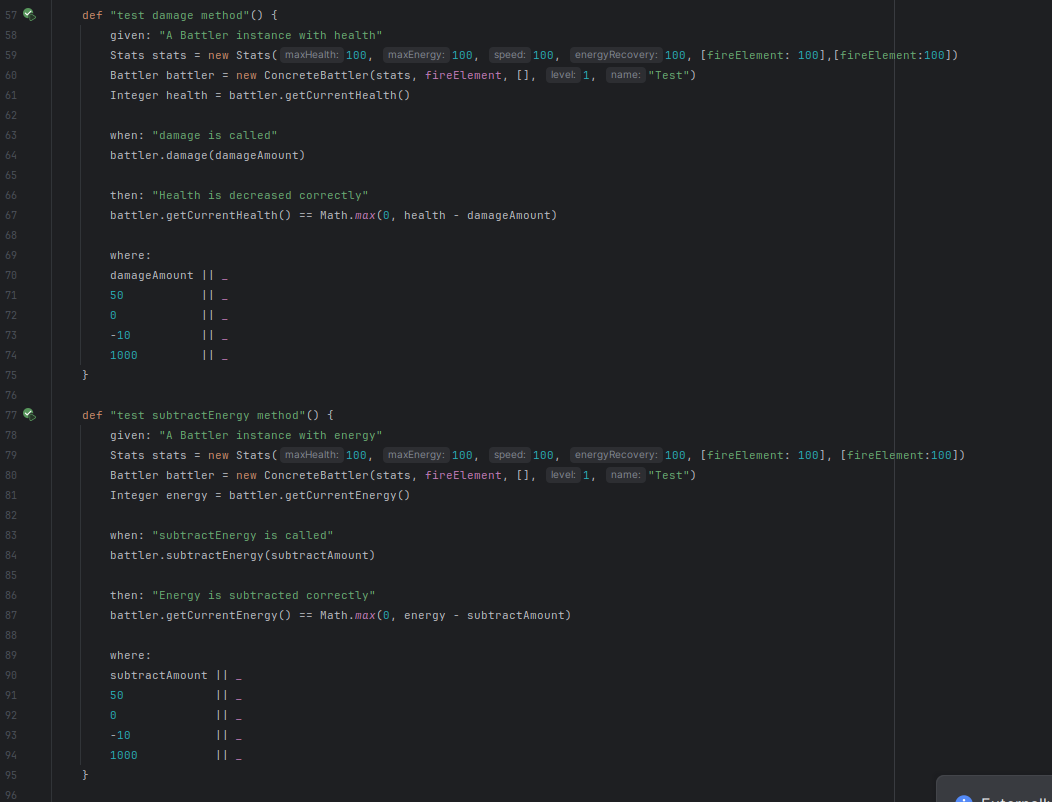 57 def "test damage method"() {
58 given: "A Battler instance with health"
59 Stats stats = new Stats( maxHealth: 100, maxEnergy: 100, speed: 100, energyRecovery: 100, [fireElement: 100],[fireElement:100])
60 Battler battler = new ConcreteBattler(stats, fireElement, [], level: 1, name: "Test")
61 Integer health = battler.getCurrentHealth()
62
63 when: "damage is called"
64 battler.damage(damageAmount)
65
66 then: "Health is decreased correctly"
67 battler.getCurrentHealth() == Math.max(0, health - damageAmount)
68
69 where:
70 damageAmount || _
71 50 || _
72 0 || _
73 -10 || _
74 1000 || _
75 }
76
77 def "test subtractEnergy method"() {
78 given: "A Battler instance with energy"
79 Stats stats = new Stats( maxHealth: 100, maxEnergy: 100, speed: 100, energyRecovery: 100, [fireElement: 100], [fireElement:100])
80 Battler battler = new ConcreteBattler(stats, fireElement, [], level: 1, name: "Test")
81 Integer energy = battler.getCurrentEnergy()
82
83 when: "subtractEnergy is called"
84 battler.subtractEnergy(subtractAmount)
85
86 then: "Energy is subtracted correctly"
87 battler.getCurrentEnergy() == Math.max(0, energy - subtractAmount)
88
89 where:
90 subtractAmount || _
91 50 || _
92 0 || _
93 -10 || _
94 1000 || _
95 }
96